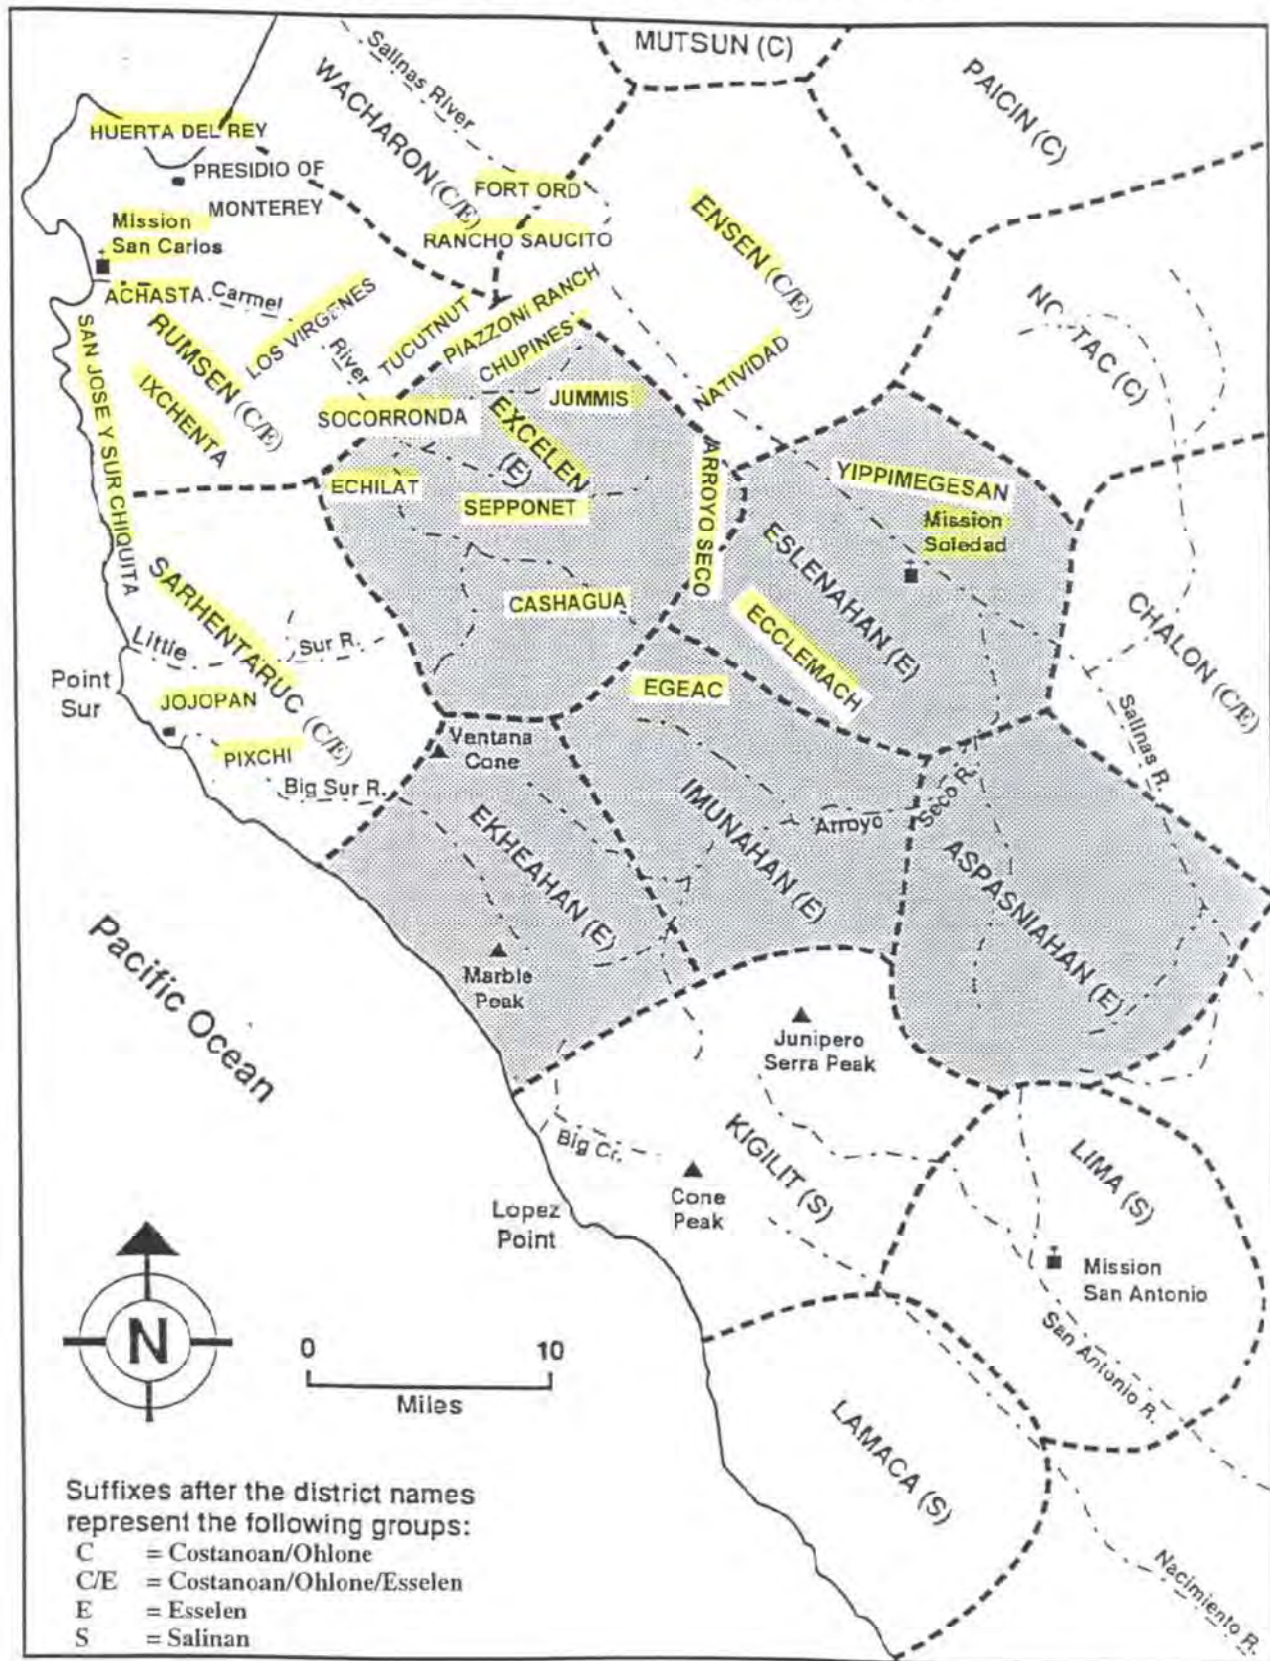 MUTSUN (C)
Salinas River
WACHARON (C/E)
PAICIN (C)
HUERTA DEL REY
PRESIDIO OF
MONTEREY
FORT ORD
RANCHO SAUCITO
ENSEN (C/E)
Mission
San Carlos
ACHASTA
Carmel
River
SAN JOSE Y SUR CHIQUITA
RUMSEN (C/E)
IXCHENTA
LOS VIRGENES
TUCUTNUT
PIAZZONI RANCH
CHUPINES
NATIVIDAD
JUMMIS
SOCORRONDA
EXCELEN
(E)
ECHILAT
SEPPONET
CASHAGUA
ARROYO SECO
YIPPIMEGESAN
Mission
Soledad
ESLENAHAN (E)
ECCLEMACH
CHALON (C/E)
Salinas R.
SARHENTARUC (C/E)
Little
Sur R.
Point
Sur
JOJOPAN
PIXCHI
Big Sur R.
EGEAC
Ventana
Cone
EKHEAHAN (E)
IMUNAHAN (E)
Arroyo
Seco R.
ASPASNIAHAN (E)
Marble
Peak
Pacific Ocean
Junipero
Serra Peak
Big Cr.
KIGILIT (S)
LIMA (S)
Cone
Peak
Lopez
Point
Mission
San Antonio
San Antonio R.
N
0 10
Miles
LAMACA (S)
Nacimiento R.
Suffixes after the district names
represent the following groups:
C = Costanoan/Ohlone
C/E = Costanoan/Ohlone/Esselen
E = Esselen
S = Salinan